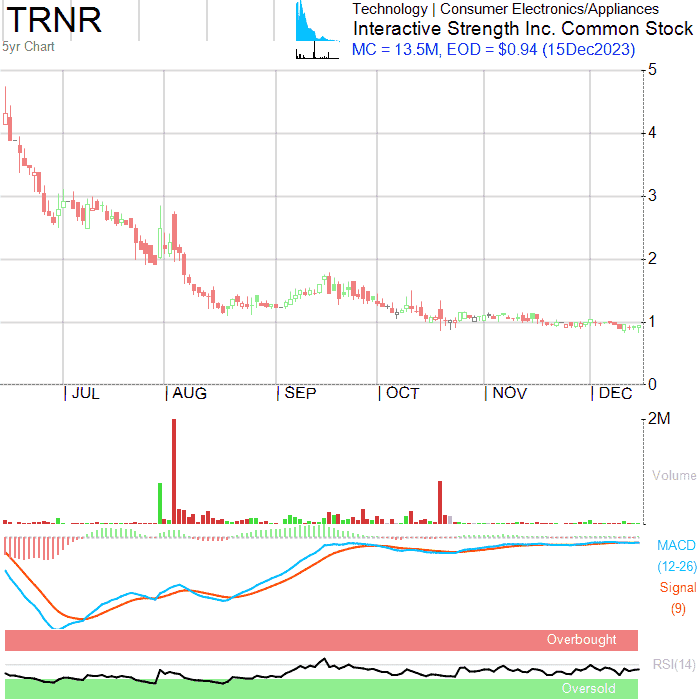 TRNR
5yr Chart
Technology | Consumer Electronics/Appliances
Interactive Strength Inc. Common Stock
MC = 13.5M, EOD = $0.94 (15Dec2023)
5
4
3
2
1
0
JUL AUG SEP OCT NOV DEC
2M
Volume
MACD
(12-26)
Signal
(9)
Overbought
RSI(14)
Oversold